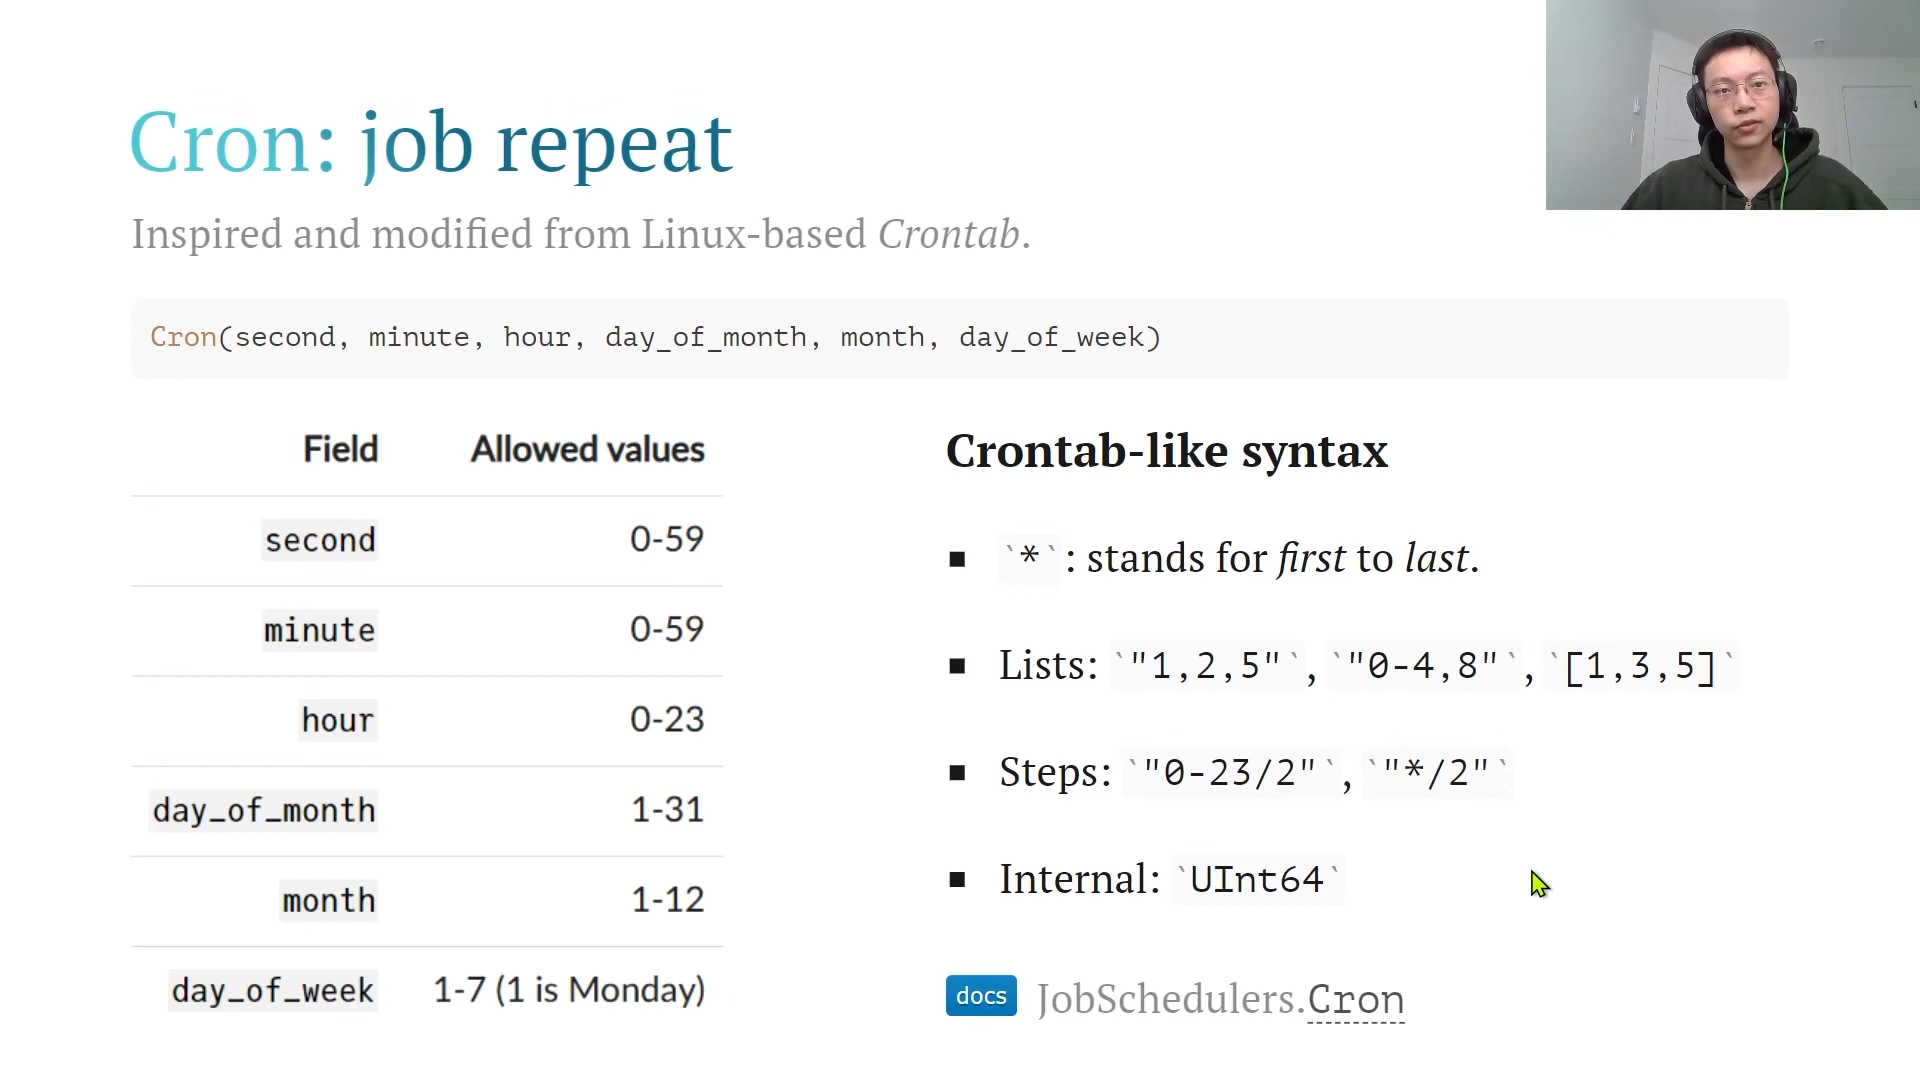 Cron: job repeat
Inspired and modified from Linux-based Crontab.
Cron(second, minute, hour, day_of_month, month, day_of_week)
Field Allowed values
second 0-59
minute 0-59
hour 0-23
day_of_month 1-31
month 1-12
day_of_week 1-7 (1 is Monday)
Crontab-like syntax
■ `*`: stands for first to last.
■ Lists: `"1,2,5"`, `"0-4,8"`, `[1,3,5]`
■ Steps: `"0-23/2"`, `"*/2"`
■ Internal: `UInt64`
docs JobSchedulers.Cron